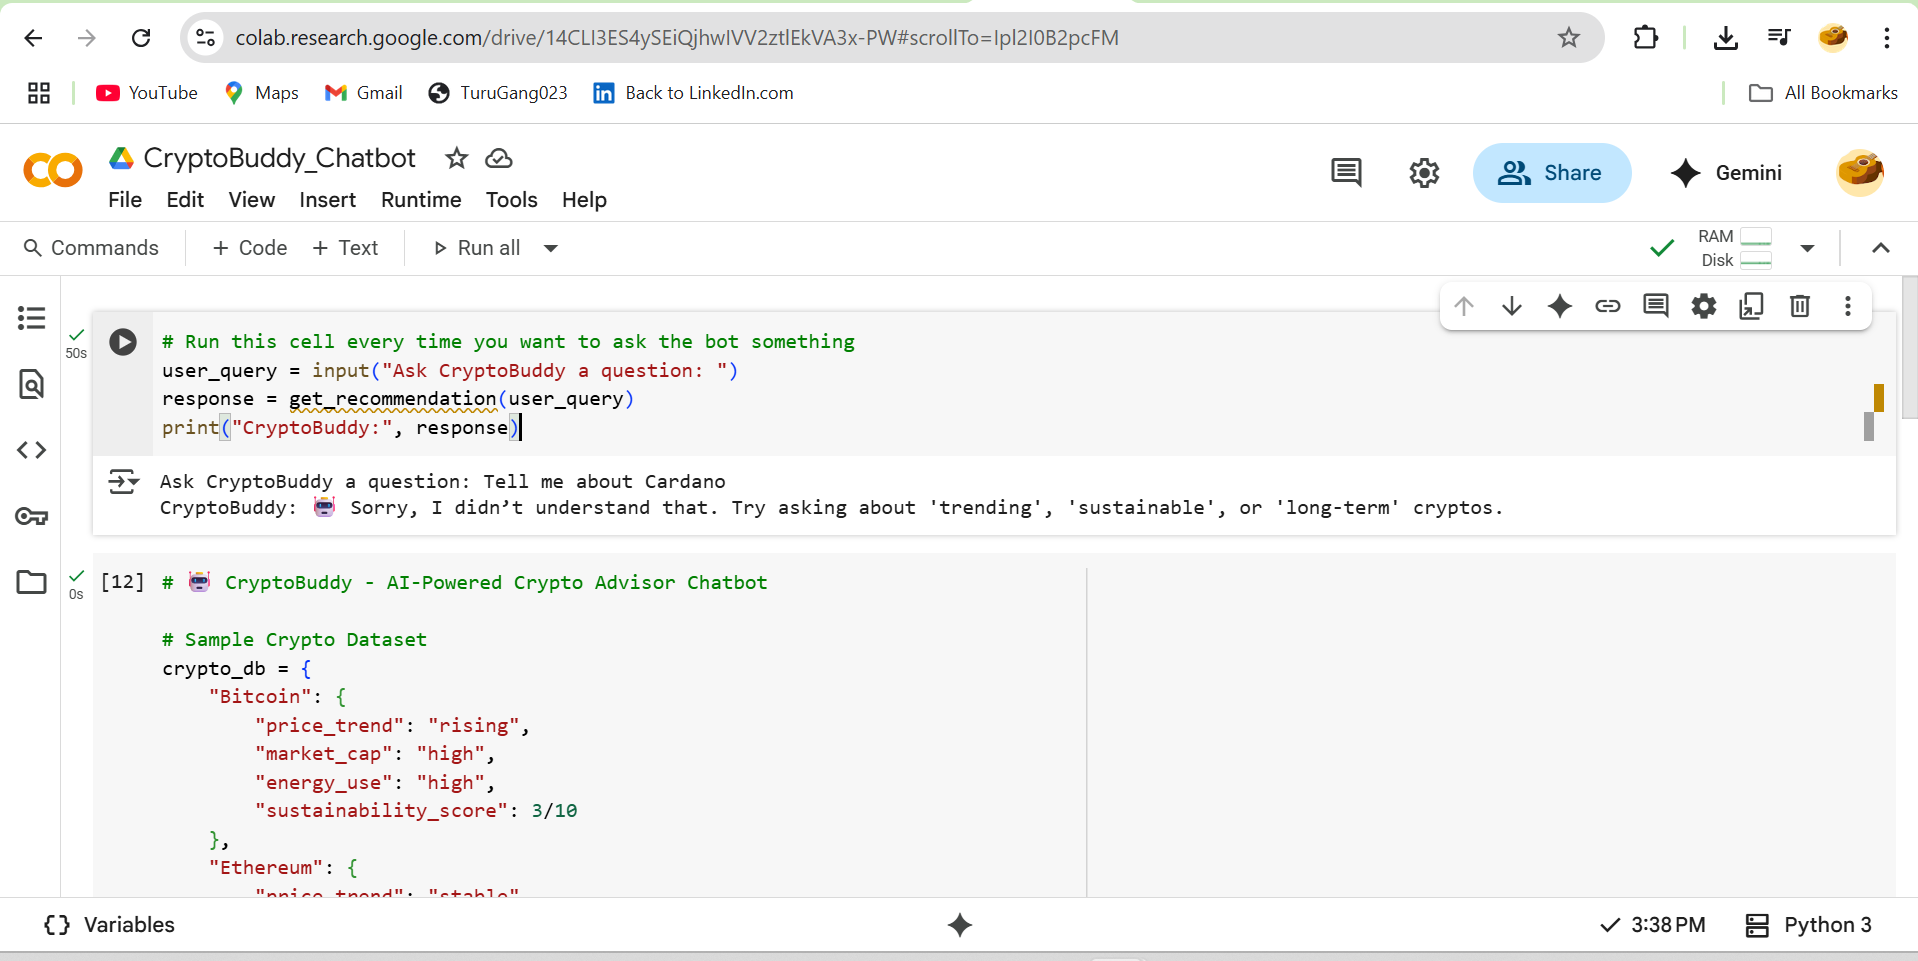 colab.research.google.com/drive/14CLI3ES4ySEiQjhwIVV2ztlEkVA3x-PW#scrollTo=Ipl2I0B2pcFM
YouTube Maps Gmail TuruGang023 Back to LinkedIn.com All Bookmarks
CryptoBuddy_Chatbot
File Edit View Insert Runtime Tools Help
Share Gemini
Commands + Code + Text Run all
RAM
Disk
50s
# Run this cell every time you want to ask the bot something
user_query = input("Ask CryptoBuddy a question: ")
response = get_recommendation(user_query)
print("CryptoBuddy:", response)
Ask CryptoBuddy a question: Tell me about Cardano
CryptoBuddy: 🤖 Sorry, I didn’t understand that. Try asking about 'trending', 'sustainable', or 'long-term' cryptos.
0s
[12] # 🤖 CryptoBuddy - AI-Powered Crypto Advisor Chatbot
# Sample Crypto Dataset
crypto_db = {
"Bitcoin": {
"price_trend": "rising",
"market_cap": "high",
"energy_use": "high",
"sustainability_score": 3/10
},
"Ethereum": {
"price_trend": "stable"
Variables 3:38 PM Python 3